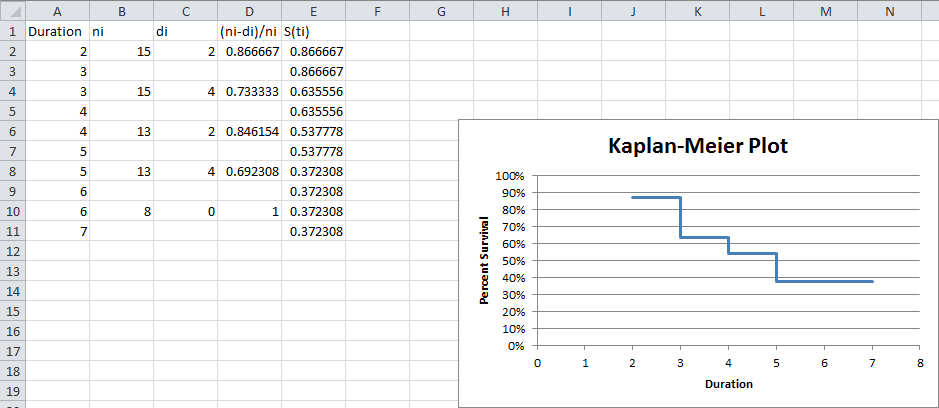 A B C D E F G H I J K L M N
1 Duration ni di (ni-di)/ni S(ti)
2 2 15 2 0.866667 0.866667
3 3 0.866667
4 3 15 4 0.733333 0.635556
5 4 0.635556
6 4 13 2 0.846154 0.537778
7 5 0.537778
8 5 13 4 0.692308 0.372308
9 6 0.372308
10 6 8 0 1 0.372308
11 7 0.372308
12
13
14
15
16
17
18
19
Kaplan-Meier Plot
100%
90%
80%
70%
60%
50%
40%
30%
20%
10%
0%
Percent Survival
0 1 2 3 4 5 6 7 8
Duration